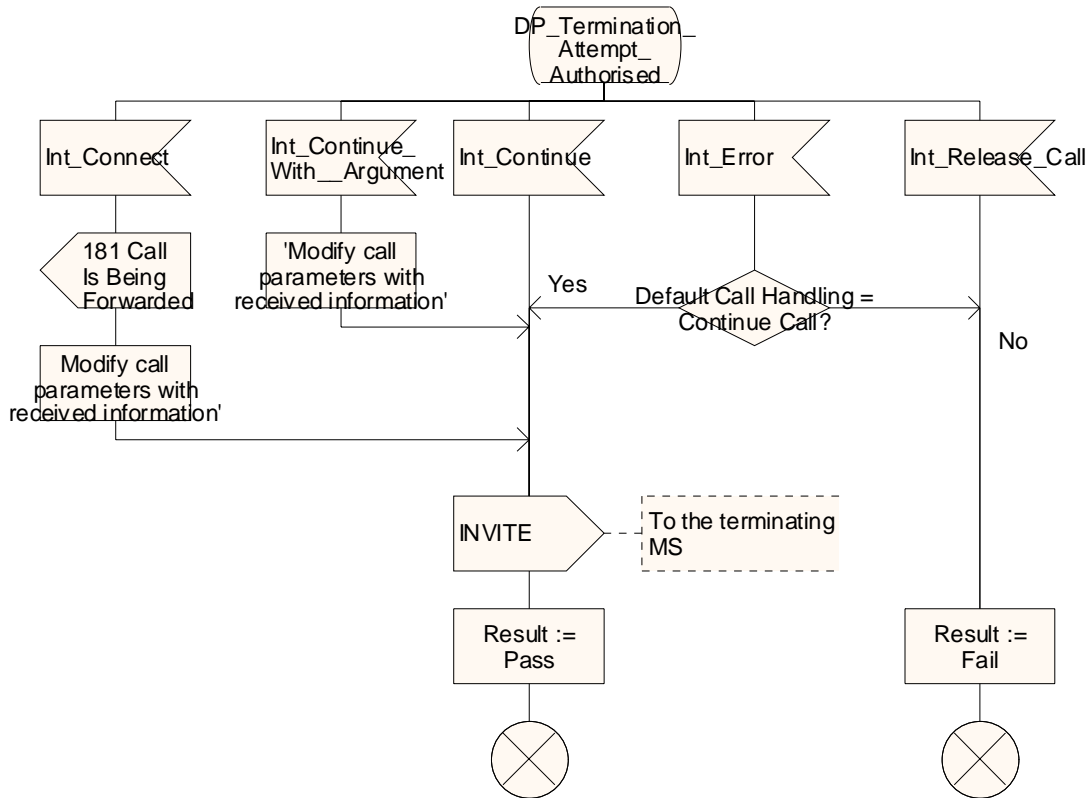 DP_Termination_
Attempt_
Authorised
Int_Connect
Int_Continue_
With__Argument
Int_Continue
Int_Error
Int_Release_Call
181 Call
Is Being
Forwarded
'Modify call
parameters with
received information'
Yes
Default Call Handling =
Continue Call?
No
Modify call
parameters with
received information'
INVITE
To the terminating
MS
Result :=
Pass
Result :=
Fail